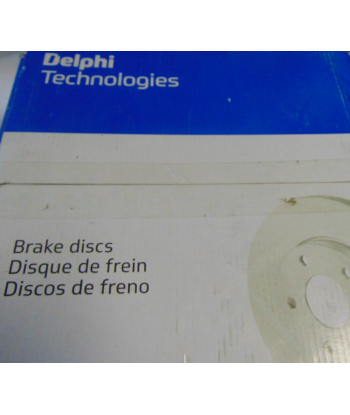 Delphi
Technologies
Brake discs
Disque de frein
Discos de freno